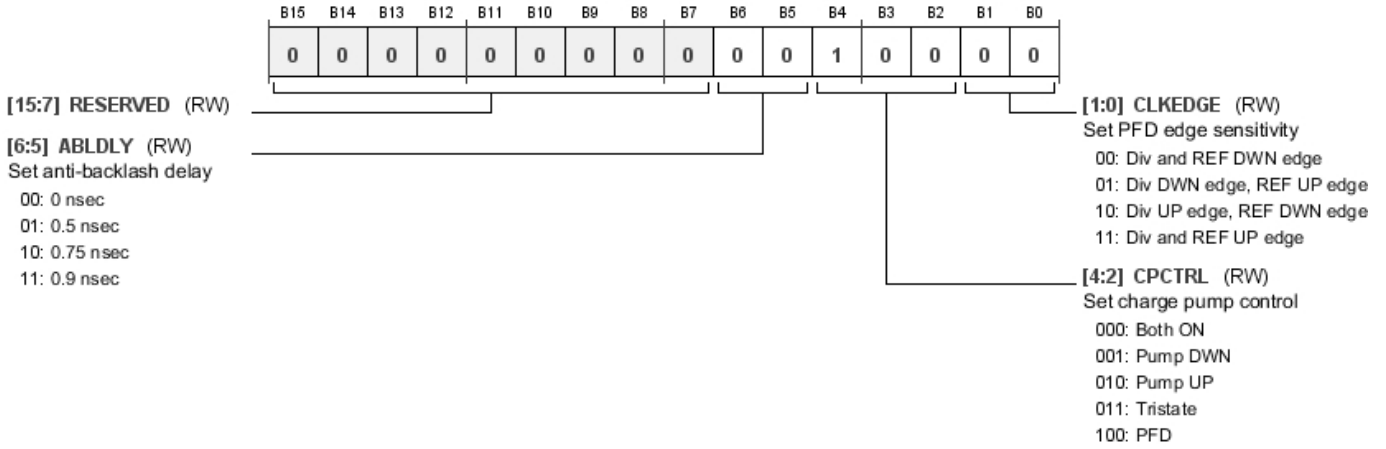 B15 B14 B13 B12 B11 B10 B9 B8 B7 B6 B5 B4 B3 B2 B1 B0
0 0 0 0 0 0 0 0 0 0 0 1 0 0 0 0
[15:7] RESERVED (RW)
[6:5] ABLDLY (RW)
Set anti-backlash delay
00: 0 nsec
01: 0.5 nsec
10: 0.75 nsec
11: 0.9 nsec
[1:0] CLKEDGE (RW)
Set PFD edge sensitivity
00: Div and REF DWN edge
01: Div DWN edge, REF UP edge
10: Div UP edge, REF DWN edge
11: Div and REF UP edge
[4:2] CPCTRL (RW)
Set charge pump control
000: Both ON
001: Pump DWN
010: Pump UP
011: Tristate
100: PFD